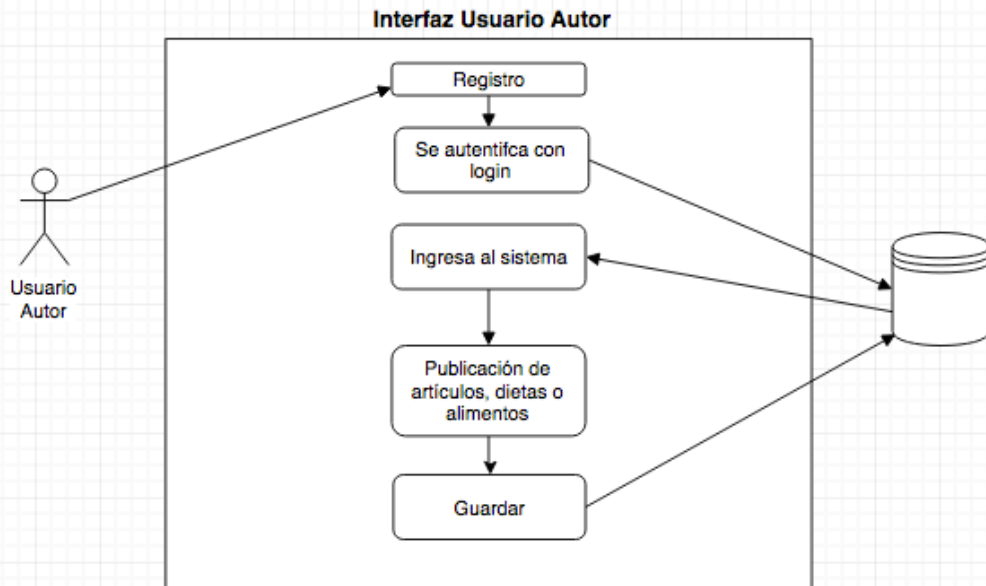 Interfaz Usuario Autor
Registro
Se autentifca con
login
Ingresa al sistema
Usuario
Autor
Publicación de
artículos, dietas o
alimentos
Guardar